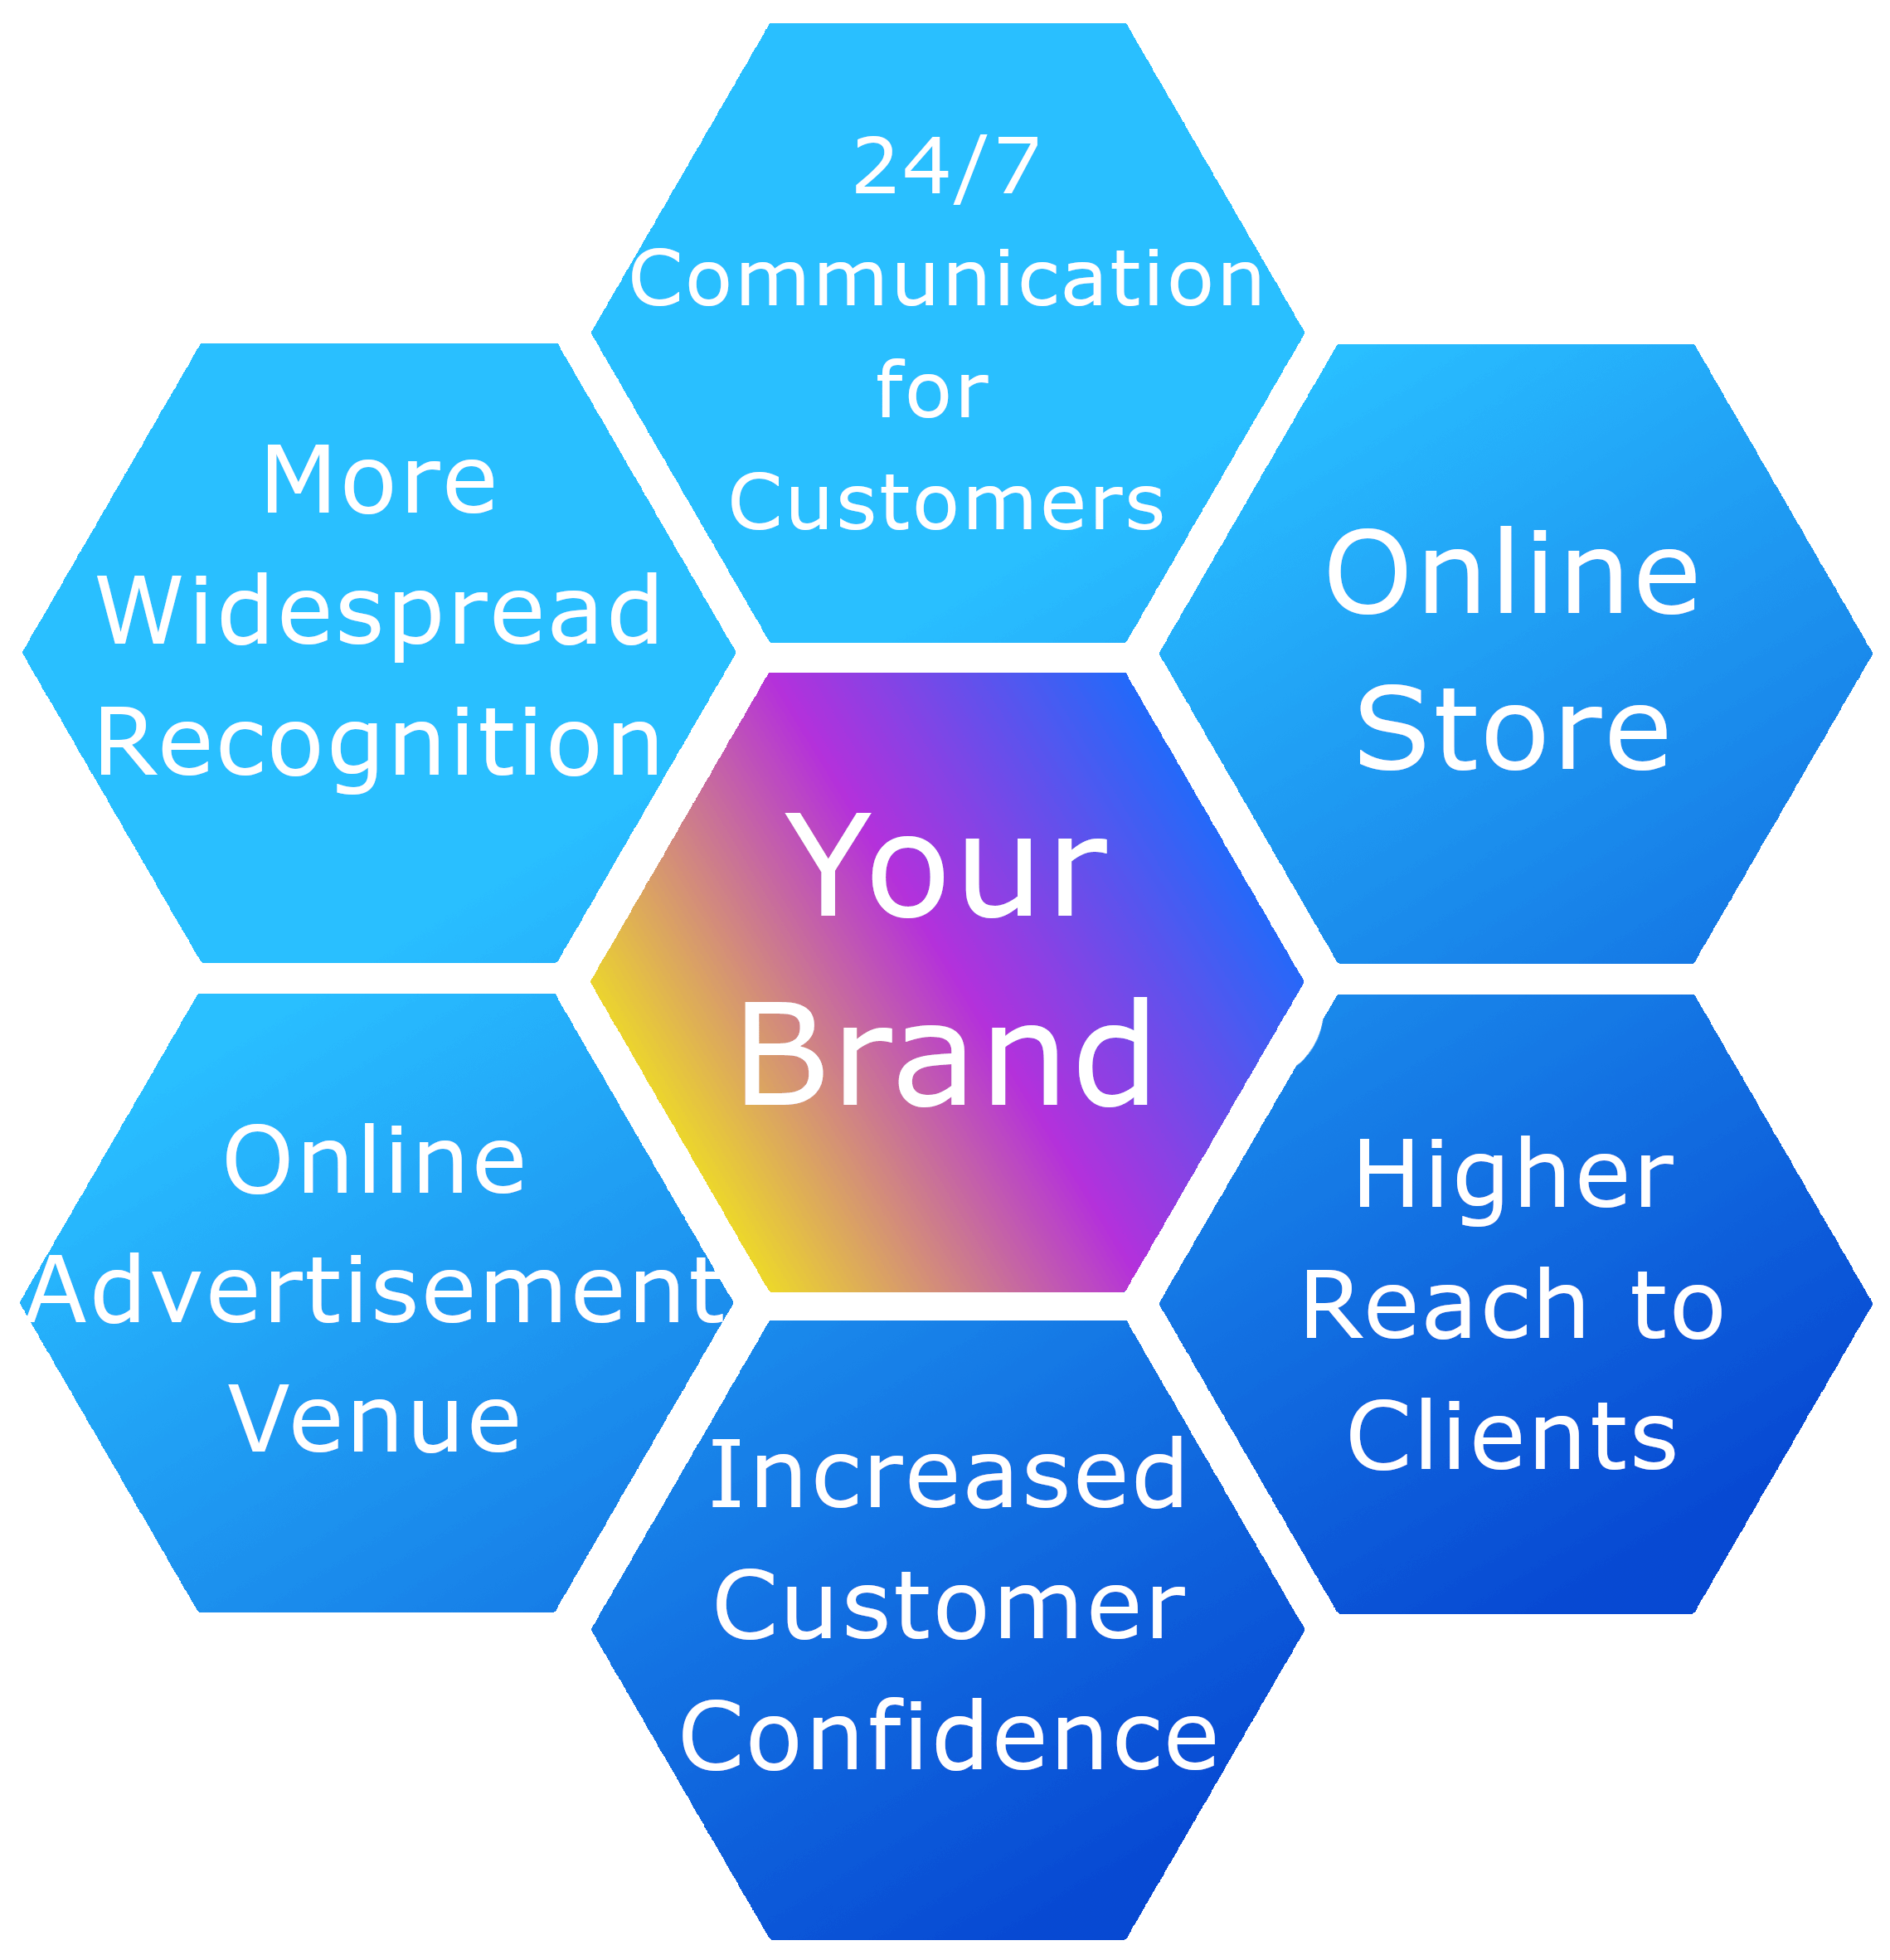 24/7
Communication
for
Customers
More
Widespread
Recognition
Online
Store
Your
Brand
Online
Advertisement
Venue
Higher
Reach to
Clients
Increased
Customer
Confidence